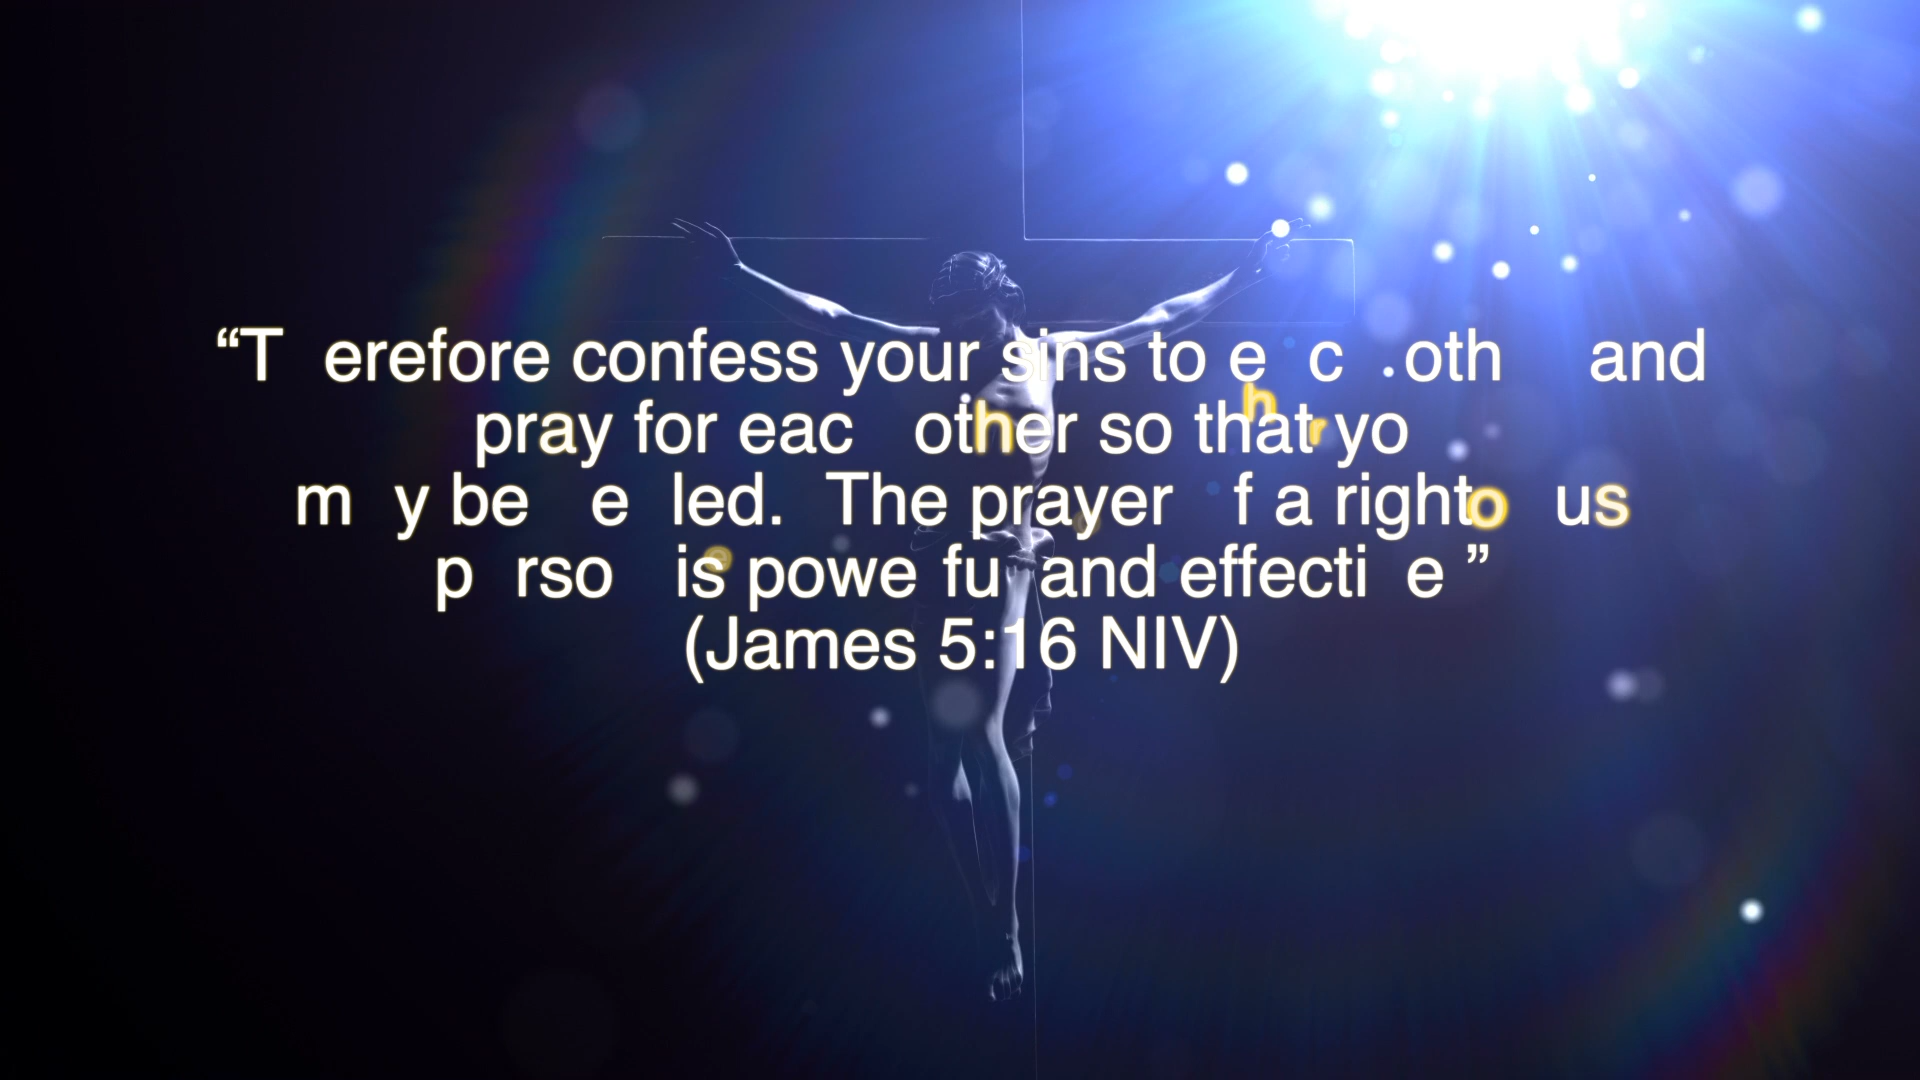 “T erefore confess your sins to e c . oth and
pray for eac other so that yo
m y be e led. The prayer f a righto us
p rso is powe fu and effecti e ”
(James 5:16 NIV)